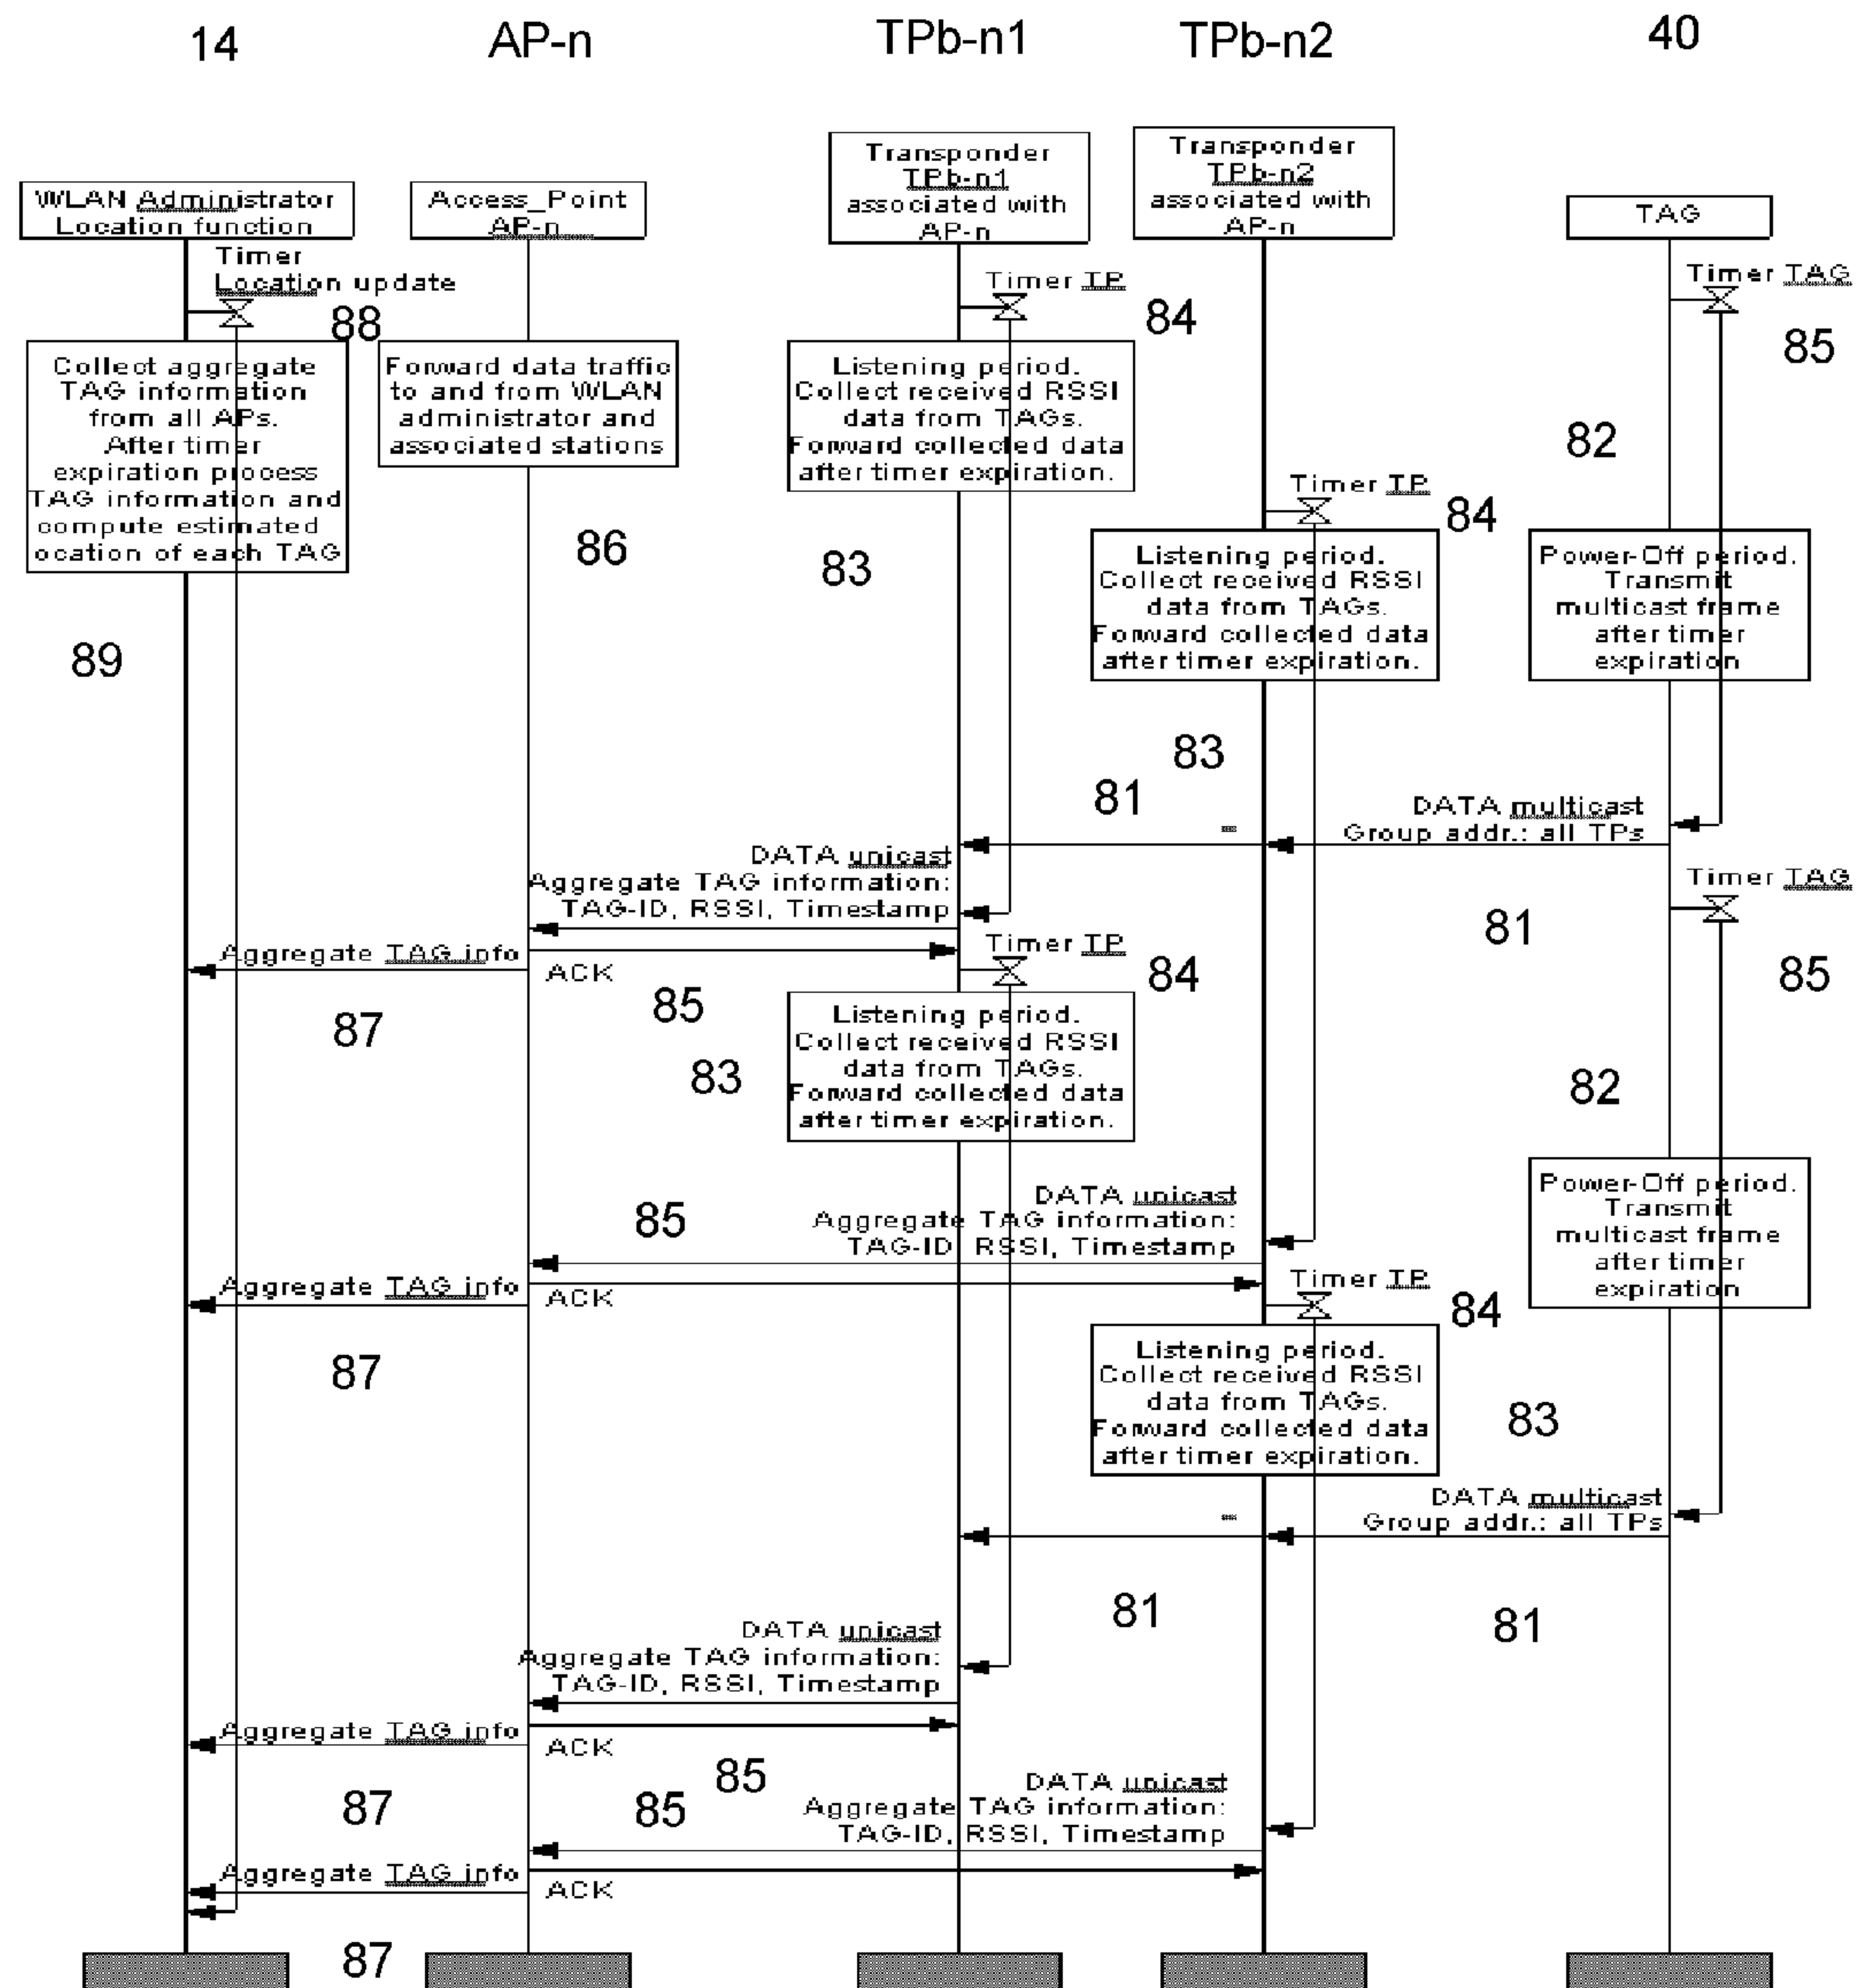 14
AP-n
TPb-n1
TPb-n2
40
WLAN Administrator
Location function
Access_Point
AP-n
Transponder
TPb-n1
associated with
AP-n
Transponder
TPb-n2
associated with
AP-n
TAG
Timer
Location update
88
Timer TP
84
Timer TAG
85
Collect aggregate
TAG information
from all APs.
After timer
expiration process
TAG information and
compute estimated
ocation of each TAG
Forward data traffic
to and from WLAN
administrator and
associated stations
Listening period.
Collect received RSSI
data from TAGs.
Forward collected data
after timer expiration.
82
Timer TP
84
86
83
Listening period.
Collect received RSSI
data from TAGs.
Forward collected data
after timer expiration.
Power-Off period.
Transmit
multicast frame
after timer
expiration
89
83
81
DATA multicast
Group addr.: all TPs
DATA unicast
Aggregate TAG information:
TAG-ID, RSSI, Timestamp
Timer TAG
81
85
Aggregate TAG info
ACK
Timer TP
84
85
87
83
Listening period.
Collect received RSSI
data from TAGs.
Forward collected data
after timer expiration.
82
85
DATA unicast
Aggregate TAG information:
TAG-ID, RSSI, Timestamp
Power-Off period.
Transmit
multicast frame
after timer
expiration
Aggregate TAG info
ACK
Timer TP
84
87
Listening period.
Collect received RSSI
data from TAGs.
Forward collected data
after timer expiration.
83
DATA multicast
Group addr.: all TPs
81
81
DATA unicast
Aggregate TAG information:
TAG-ID, RSSI, Timestamp
Aggregate TAG info
ACK
85
87
85
DATA unicast
Aggregate TAG information:
TAG-ID, RSSI, Timestamp
Aggregate TAG info
ACK
87